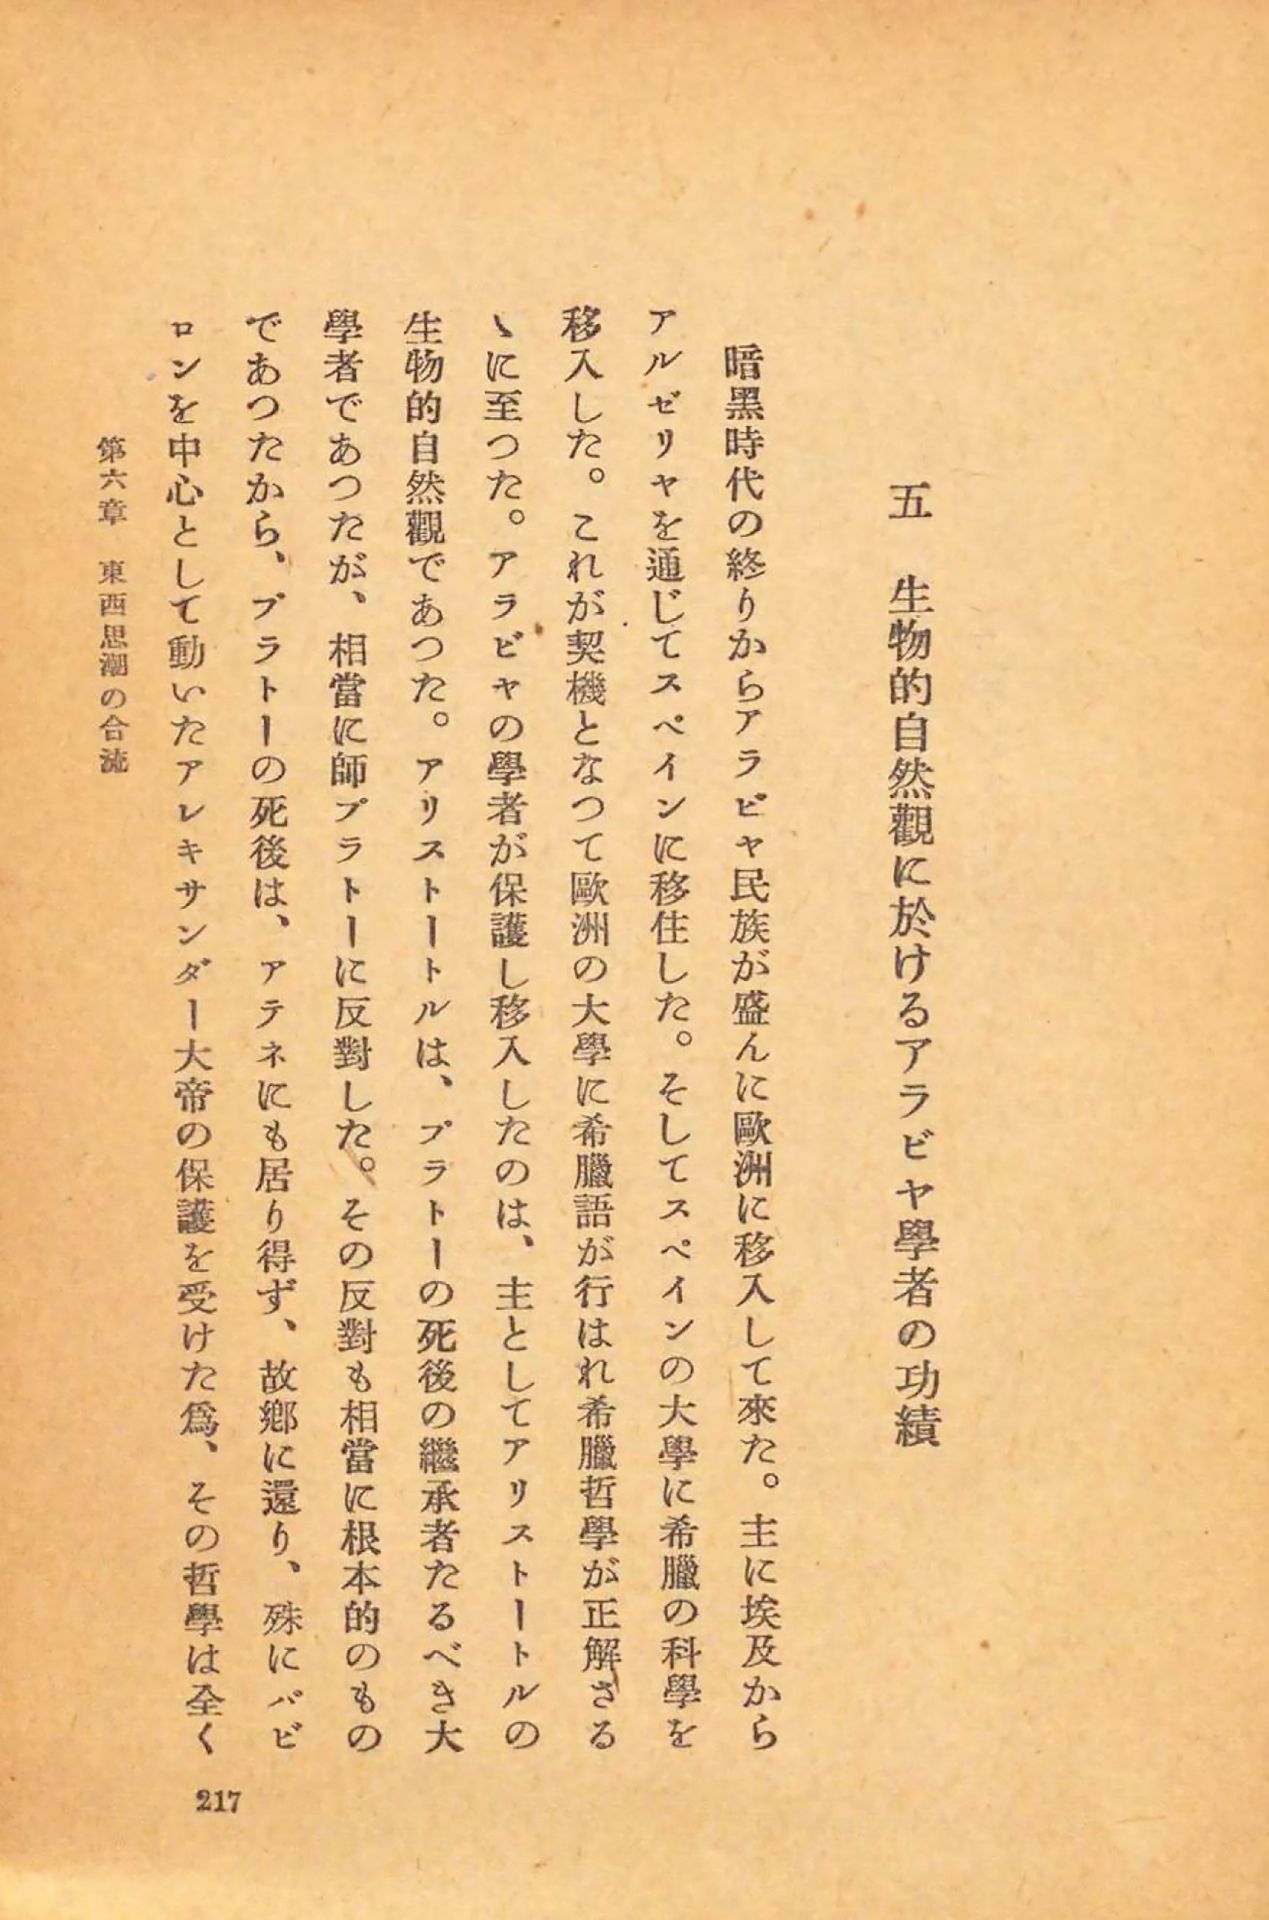 五　生物的自然觀に於けるアラビヤ學者の功績
暗黒時代の終りからアラビヤ民族が盛んに歐洲に移入して來た。主に埃及から
アルゼリヤを通じてスペインに移住した。そしてスペインの大學に希臘の科學を
移入した。これが契機となつて歐洲の大學に希臘語が行はれ希臘哲學が正解さる
ゝに至つた。アラビヤの學者が保護し移入したのは、主としてアリストートルの
生物的自然觀であつた。アリストートルは、プラトーの死後の繼承者たるべき大
學者であつたが、相當に師プラトーに反對した。その反對も相當に根本的のもの
であつたから、プラトーの死後は、アテネにも居り得ず、故鄕に還り、殊にバビ
ロンを中心として動いたアレキサンダー大帝の保護を受けた爲、その哲學は全く
第六章　東西思潮の合流
217